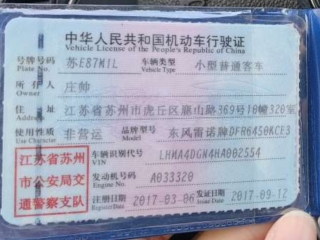 中华人民共和国机动车行驶证
Vehicle License of the People's Republic of China
号牌号码 苏E87M1L 车辆类型 小型普通客车
Plate No. Vehicle Type
所有人 庄帅
Owner
住址 江苏省苏州市虎丘区鹿山路369号10幢320室
Address
使用性质 非营运 品牌型号 东风雷诺牌DFR6450KCE3
Use Character Model
江苏省苏州
市公安局交
通警察支队
车辆识别代号 LHMA4DGN4HA002554
VIN
发动机号码 A033320
Engine No.
注册日期 2017-03-06 发证日期 2017-09-12
Register Date Issue Date